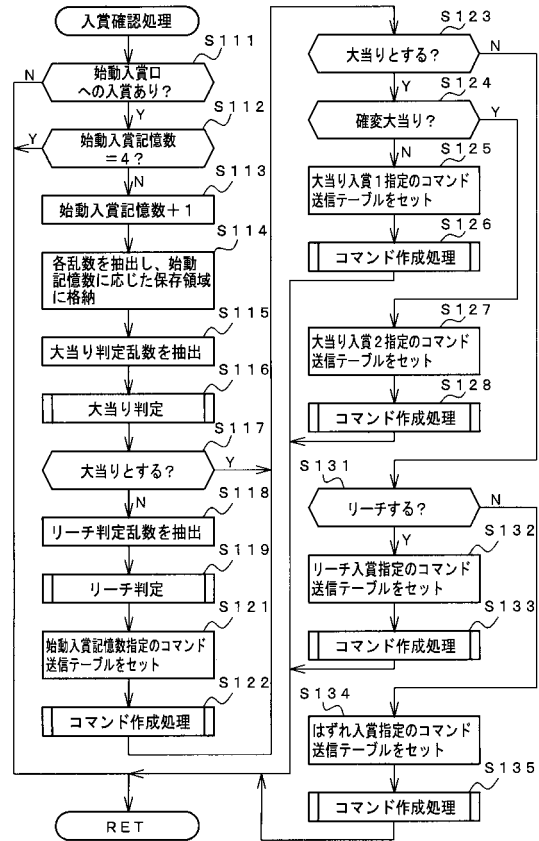 入賞確認処理
S111
始動入賞口
への入賞あり?
N
Y
S112
始動入賞記憶数
=4?
Y
N
S113
始動入賞記憶数+1
S114
各乱数を抽出し、始動
記憶数に応じた保存領域
に格納
S115
大当り判定乱数を抽出
S116
大当り判定
S117
大当りとする?
Y
N
S118
リーチ判定乱数を抽出
S119
リーチ判定
S121
始動入賞記憶数指定のコマンド
送信テーブルをセット
S122
コマンド作成処理
RET
S123
大当りとする?
N
Y
S124
確変大当り?
Y
N
S125
大当り入賞1指定のコマンド
送信テーブルをセット
S126
コマンド作成処理
S127
大当り入賞2指定のコマンド
送信テーブルをセット
S128
コマンド作成処理
S131
リーチする?
N
Y
S132
リーチ入賞指定のコマンド
送信テーブルをセット
S133
コマンド作成処理
S134
はずれ入賞指定のコマンド
送信テーブルをセット
S135
コマンド作成処理